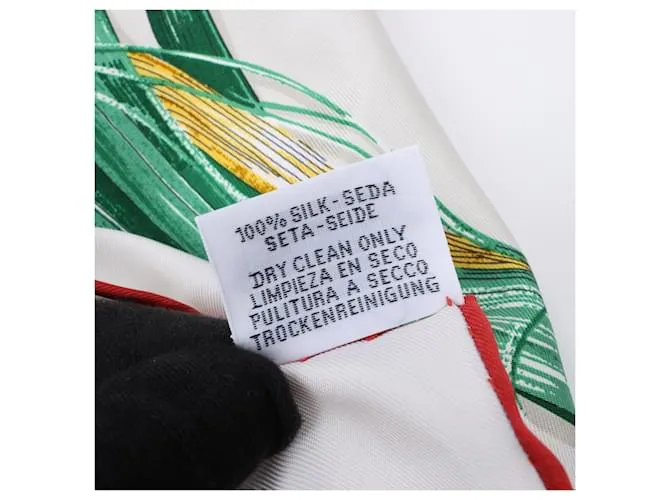 100% SILK-SEDA
SETA-SEIDE
DRY CLEAN ONLY
LIMPIEZA EN SECO
PULITURA A SECCO
TROCKENREINIGUNG